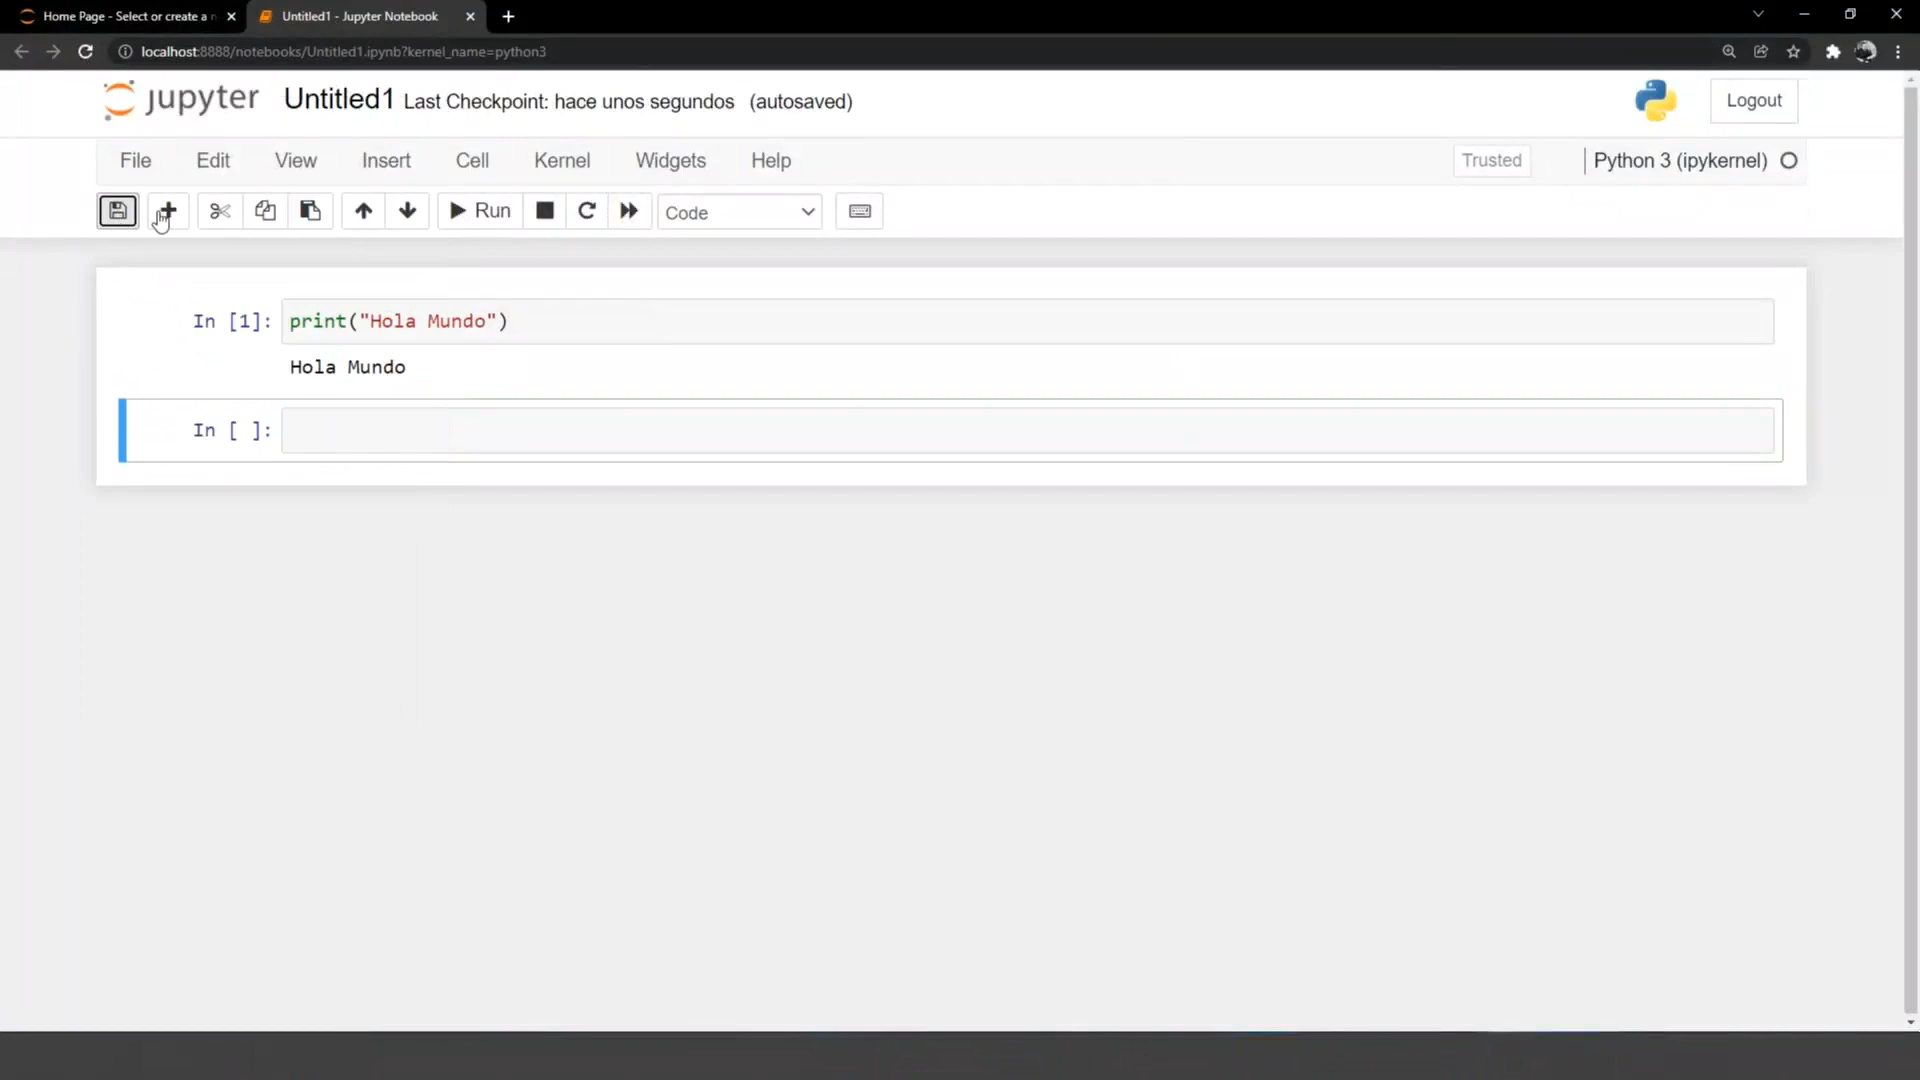 Home Page - Select or create a n
Untitled1 - Jupyter Notebook
localhost:8888/notebooks/Untitled1.ipynb?kernel_name=python3
jupyter Untitled1 Last Checkpoint: hace unos segundos (autosaved)
Logout
File Edit View Insert Cell Kernel Widgets Help
Trusted
Python 3 (ipykernel)
Run
Code
In [1]: print("Hola Mundo")
Hola Mundo
In [ ]: